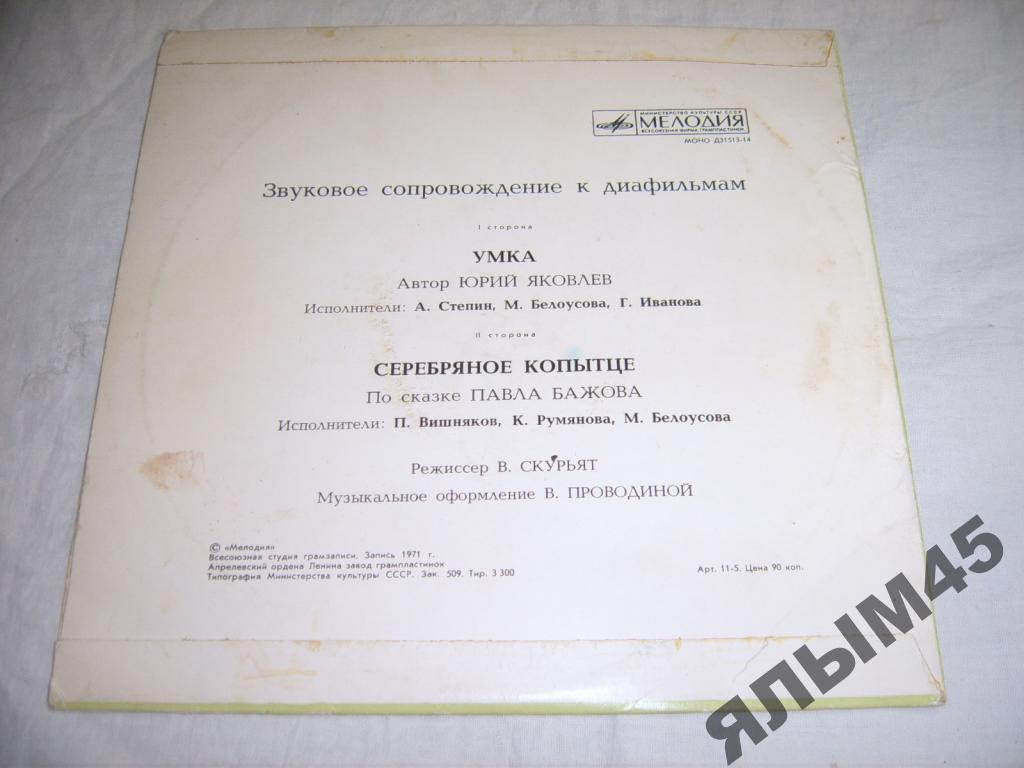 МИНИСТЕРСТВО КУЛЬТУРЫ СССР
МЕЛОДИЯ
ВСЕСОЮЗНАЯ ФИРМА ГРАМПЛАСТИНОК
МОНО Д31513-14
Звуковое сопровождение к диафильмам
I сторона
УМКА
Автор ЮРИЙ ЯКОВЛЕВ
Исполнители: А. Степин, М. Белоусова, Г. Иванова
II сторона
СЕРЕБРЯНОЕ КОПЫТЦЕ
По сказке ПАВЛА БАЖОВА
Исполнители: П. Вишняков, К. Румянова, М. Белоусова
Режиссер В. СКУРЬЯТ
Музыкальное оформление В. ПРОВОДИНОЙ
© «Мелодия»
Всесоюзная студия грамзаписи. Запись 1971 г.
Апрелевский ордена Ленина завод грампластинок
Типография Министерства культуры СССР. Зак. 509. Тир. 3 300
Арт. 11-5. Цена 90 коп.
ЯЛЫМ45